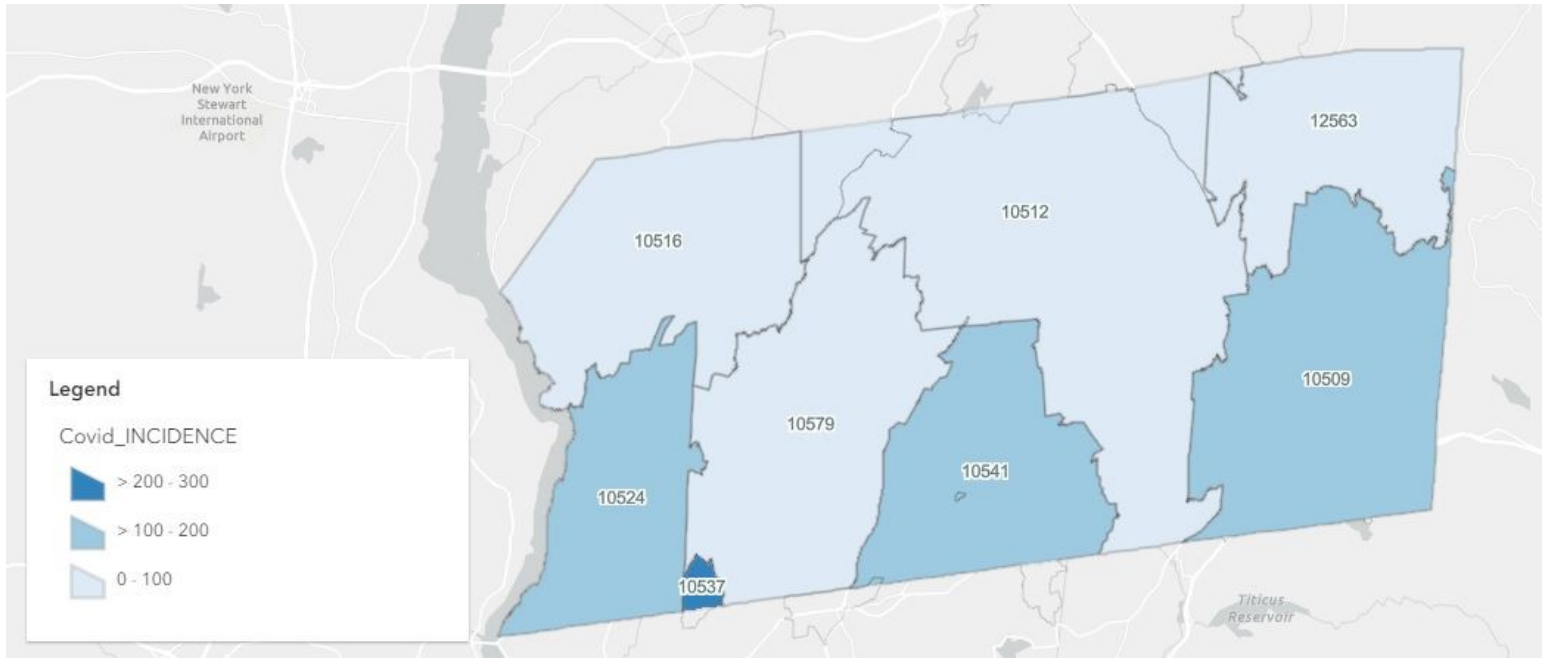 New York
Stewart
International
Airport
12563
10512
10516
10509
10579
10541
10524
10537
Titicus
Reservoir
Legend
Covid_INCIDENCE
> 200 - 300
> 100 - 200
0 - 100